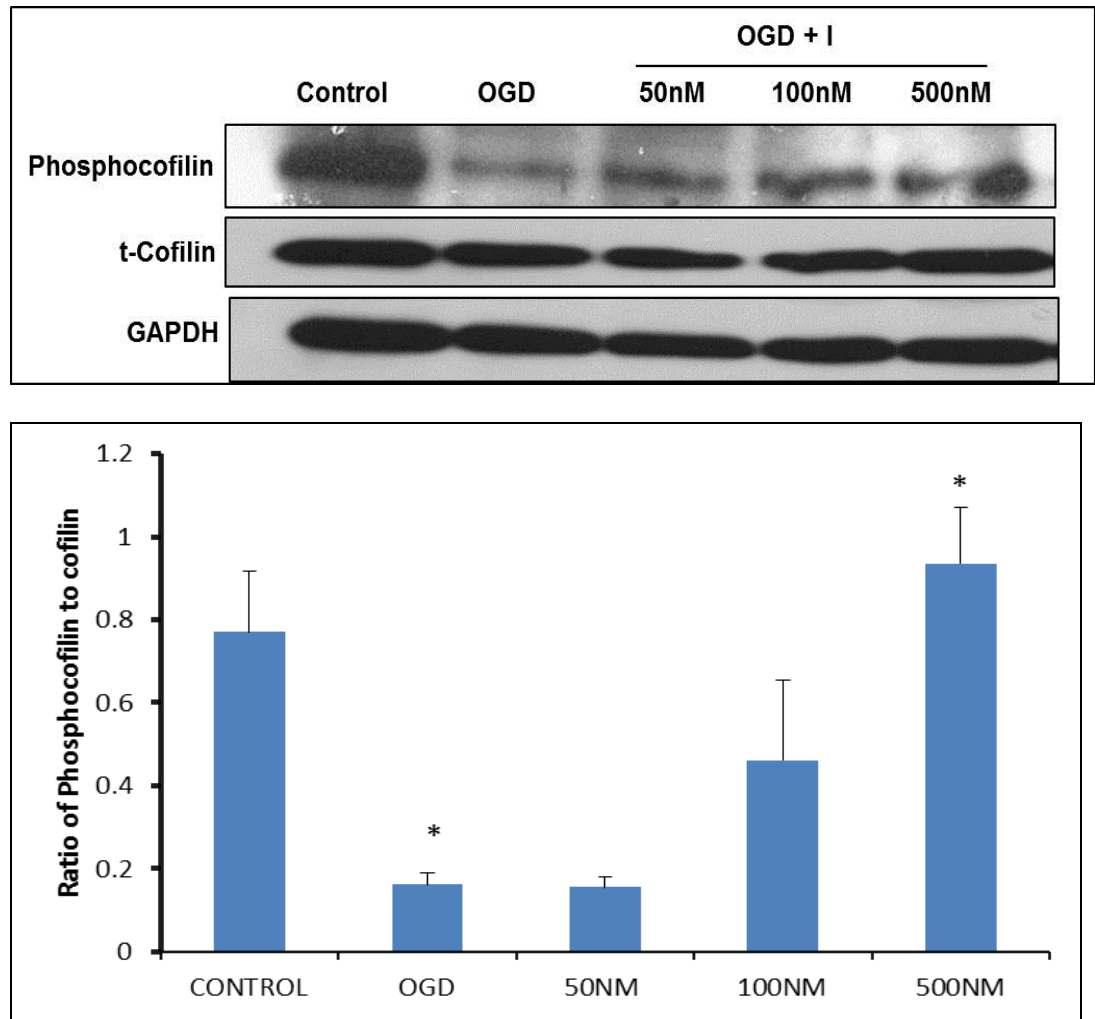 OGD + I
Control OGD 50nM 100nM 500nM
Phosphocofilin
t-Cofilin
GAPDH
Ratio of Phosphocofilin to cofilin
1.2
1
0.8
0.6
0.4
0.2
0
*
*
CONTROL OGD 50NM 100NM 500NM